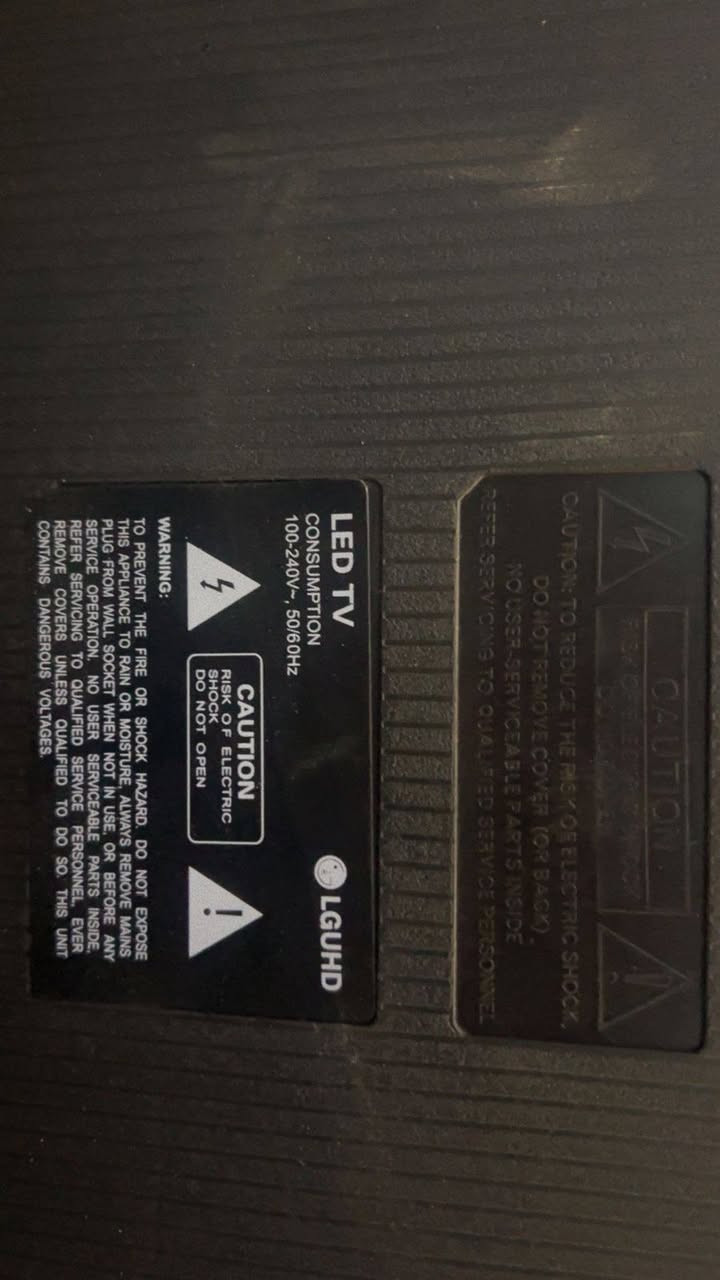 CAUTION
CAUTION: TO REDUCE THE RISK OF ELECTRIC SHOCK,
DO NOT REMOVE COVER (OR BACK).
NO USER-SERVICEABLE PARTS INSIDE
REFER SERVICING TO QUALIFIED SERVICE PERSONNEL
LED TV
LGUHD
CONSUMPTION
100-240V~, 50/60Hz
CAUTION
RISK OF ELECTRIC
SHOCK
DO NOT OPEN
WARNING:
TO PREVENT THE FIRE OR SHOCK HAZARD, DO NOT EXPOSE
THIS APPLIANCE TO RAIN OR MOISTURE, ALWAYS REMOVE MAINS
PLUG FROM WALL SOCKET WHEN NOT IN USE, OR BEFORE ANY
SERVICE OPERATION, NO USER SERVICEABLE PARTS INSIDE,
REFER SERVICING TO QUALIFIED SERVICE PERSONNEL, EVER
REMOVE COVERS UNLESS QUALIFIED TO DO SO, THIS UNIT
CONTAINS DANGEROUS VOLTAGES.